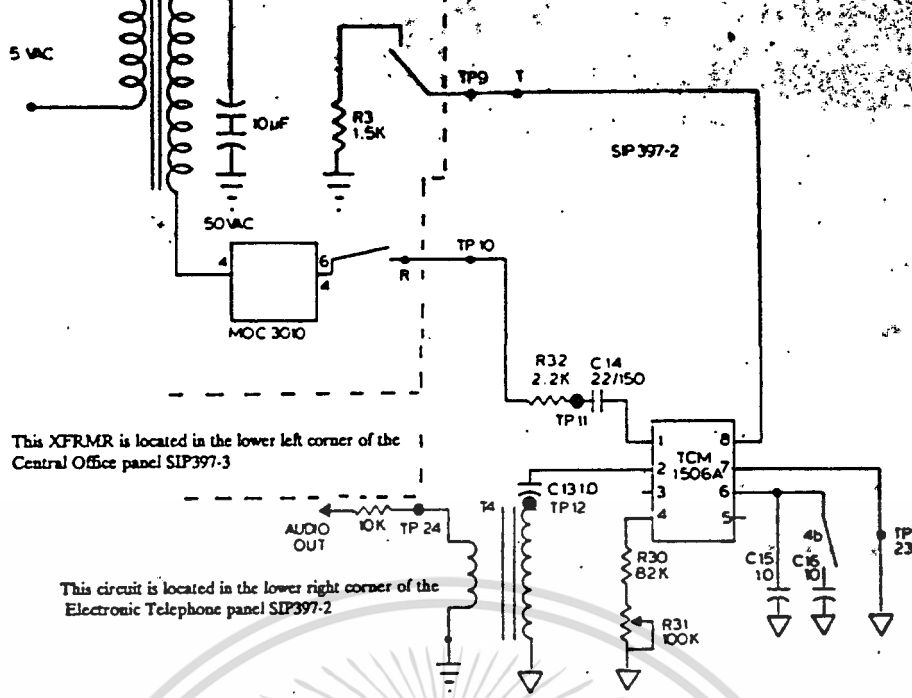 5 VAC
10µF
R3
1.5K
TP9
T
SIP397-2
50VAC
4
6
4
R
TP 10
MOC 3010
R32
2.2K
C14
22/150
TP11
This XFRMR is located in the lower left corner of the
Central Office panel SIP397-3
1
8
TCM
1506A
2
7
3
6
4
5
C13 1.0
TP12
T4
AUDIO
OUT
10K
TP 24
4b
TP
23
R30
82K
C15
10
C16
10
This circuit is located in the lower right corner of the
Electronic Telephone panel SIP397-2
R31
100K